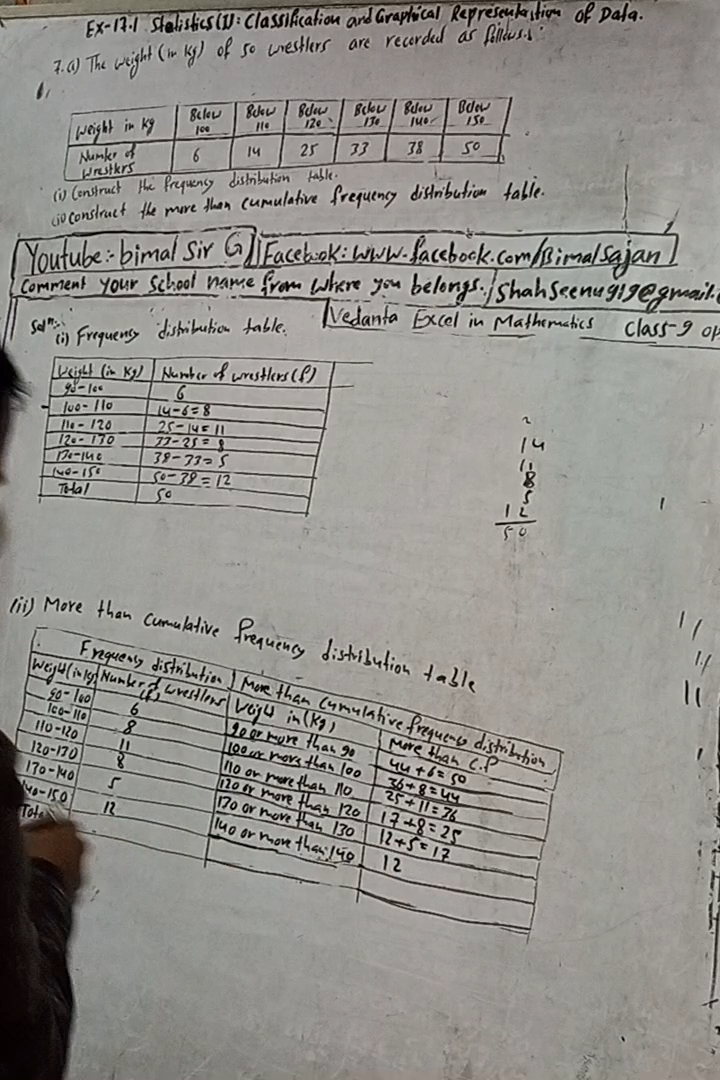 Ex-17.1 Statistics(I): Classification and Graphical Representation of Data.
7.a) The weight (in kg) of 50 wrestlers are recorded as follows:
Weight in kg Below 100 Below 110 Below 120 Below 130 Below 140 Below 150
Number of wrestlers 6 14 25 33 38 50
(i) Construct the frequency distribution table.
(ii) construct the more than cumulative frequency distribution table.
Youtube:- bimal Sir G Facebook: www.facebook.com/Bimalsajan
Comment your School name from where you belongs. / shahseenu919@gmail.
Vedanta Excel in Mathematics Class-9
Solⁿ:
(i) Frequency distribution table.
Weight (in kg) Number of wrestlers (f)
90-100 6
100-110 14-6=8
110-120 25-14=11
120-130 33-25=8
130-140 38-33=5
140-150 50-38=12
Total 50
14
11
8
5
12
50
(ii) More than cumulative frequency distribution table
Frequency distribution More than cumulative frequency distribution
Weight (in kg) Number of wrestlers (f) Weight in (kg) More than C.F
90-100 6 90 or more than 90 44+6=50
100-110 8 100 or more than 100 36+8=44
110-120 11 110 or more than 110 25+11=36
120-130 8 120 or more than 120 17+8=25
130-140 5 130 or more than 130 12+5=17
140-150 12 140 or more than 140 12